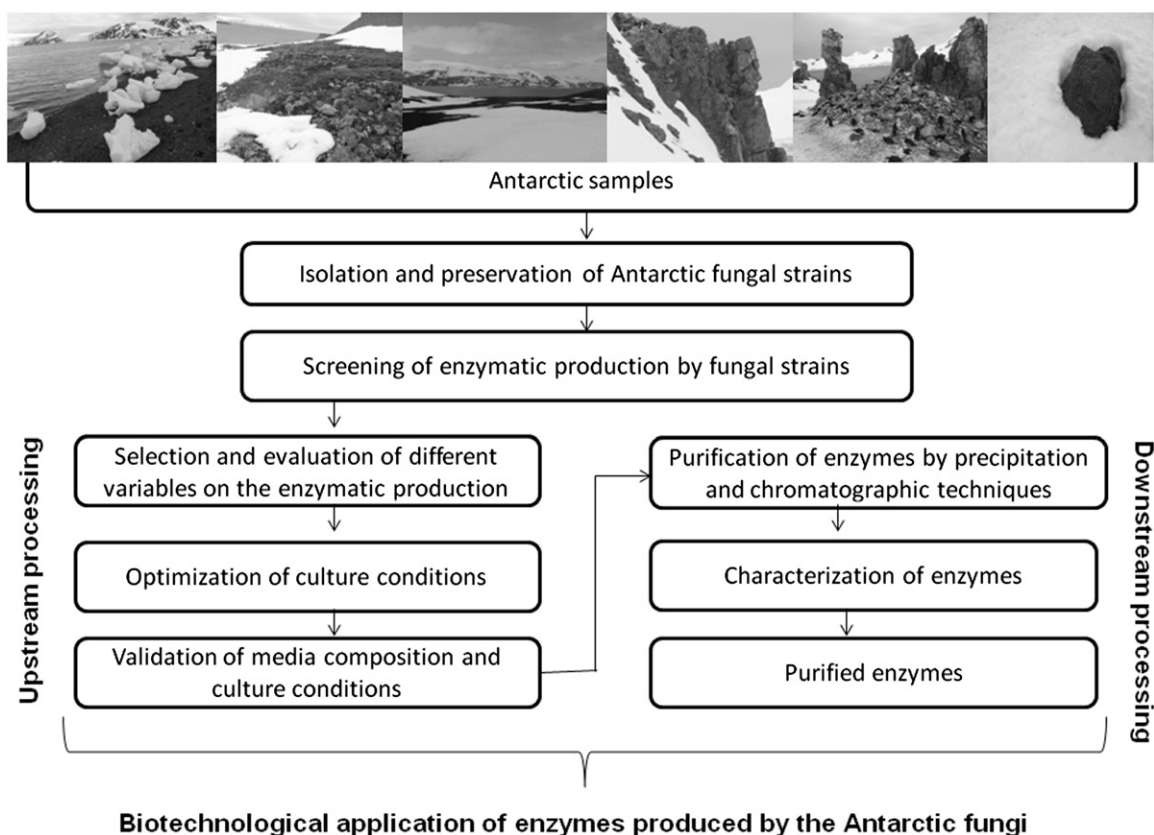 Antarctic samples
Isolation and preservation of Antarctic fungal strains
Screening of enzymatic production by fungal strains
Upstream processing
Selection and evaluation of different
variables on the enzymatic production
Optimization of culture conditions
Validation of media composition and
culture conditions
Purification of enzymes by precipitation
and chromatographic techniques
Characterization of enzymes
Purified enzymes
Downstream processing
Biotechnological application of enzymes produced by the Antarctic fungi